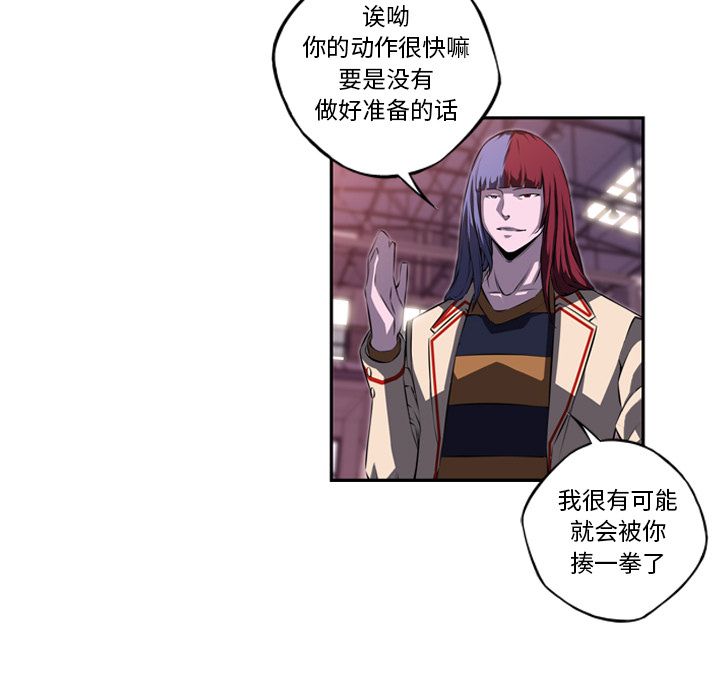 诶呦
你的动作很快嘛
要是没有
做好准备的话
我很有可能
就会被你
揍一拳了